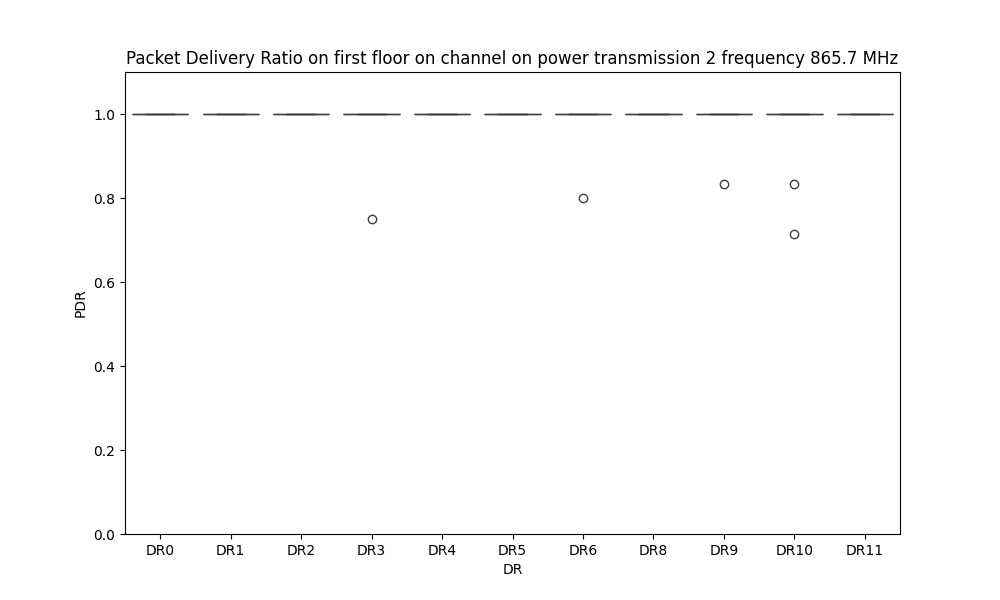 Packet Delivery Ratio on first floor on channel on power transmission 2 frequency 865.7 MHz
1.0
0.8
0.6
0.4
0.2
0.0
PDR
DR0 DR1 DR2 DR3 DR4 DR5 DR6 DR8 DR9 DR10 DR11
DR